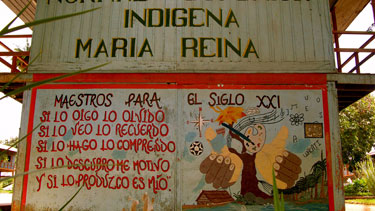 INDIGENA
MARIA REINA
MAESTROS PARA EL SIGLO XXI
SI LO OIGO LO OLVIDO
SI LO VEO LO RECUERDO
SI LO HAGO LO COMPRENDO
SI LO DESCUBRO ME MOTIVO
Y SI LO PRODUZCO ES MIO.